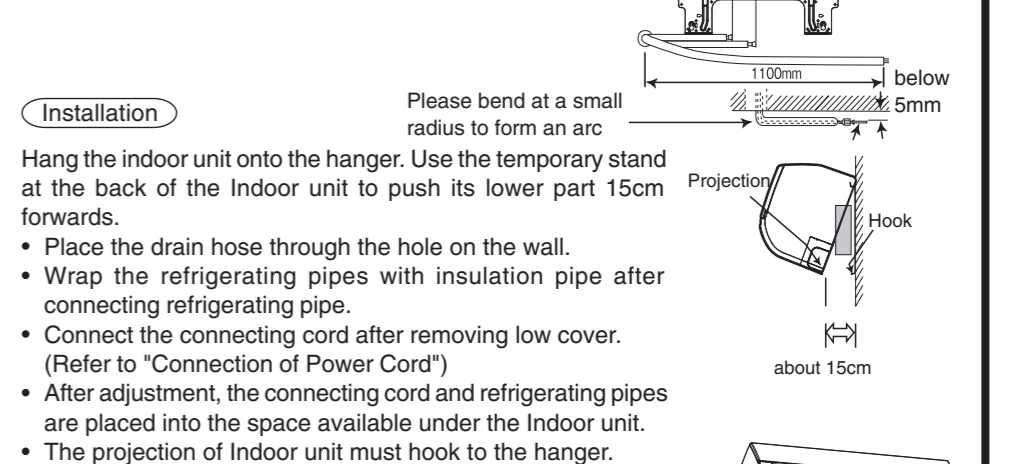 1100mm
below
5mm
Installation
Please bend at a small
radius to form an arc
Hang the indoor unit onto the hanger. Use the temporary stand
at the back of the Indoor unit to push its lower part 15cm
forwards.
• Place the drain hose through the hole on the wall.
• Wrap the refrigerating pipes with insulation pipe after
connecting refrigerating pipe.
• Connect the connecting cord after removing low cover.
(Refer to "Connection of Power Cord")
• After adjustment, the connecting cord and refrigerating pipes
are placed into the space available under the Indoor unit.
• The projection of Indoor unit must hook to the hanger.
Projection
Hook
about 15cm